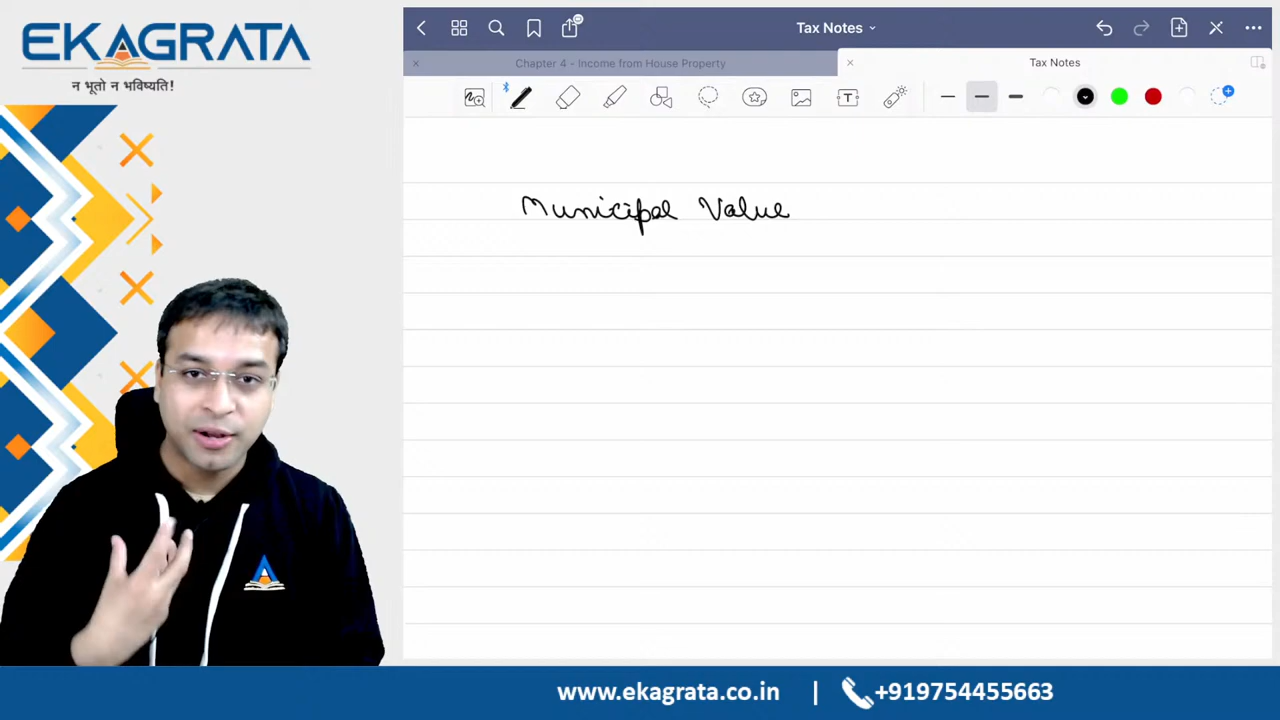 EKAGRATA
न भूतो न भविष्यति!
Tax Notes
Chapter 4 - Income from House Property
Tax Notes
Municipal Value
www.ekagrata.co.in | +919754455663